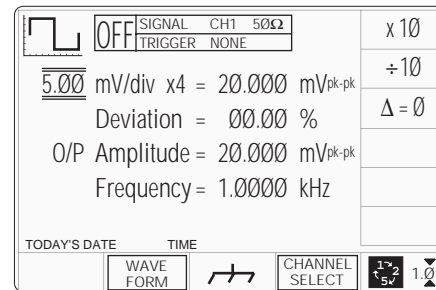 OFF SIGNAL CH1 50Ω
TRIGGER NONE
x 10
÷ 10
Δ = 0
5.00 mV/div x4 = 20.000 mVpk-pk
Deviation = 00.00 %
O/P Amplitude = 20.000 mVpk-pk
Frequency = 1.0000 kHz
TODAY'S DATE TIME
WAVE FORM
CHANNEL SELECT
1 2 5
1.0